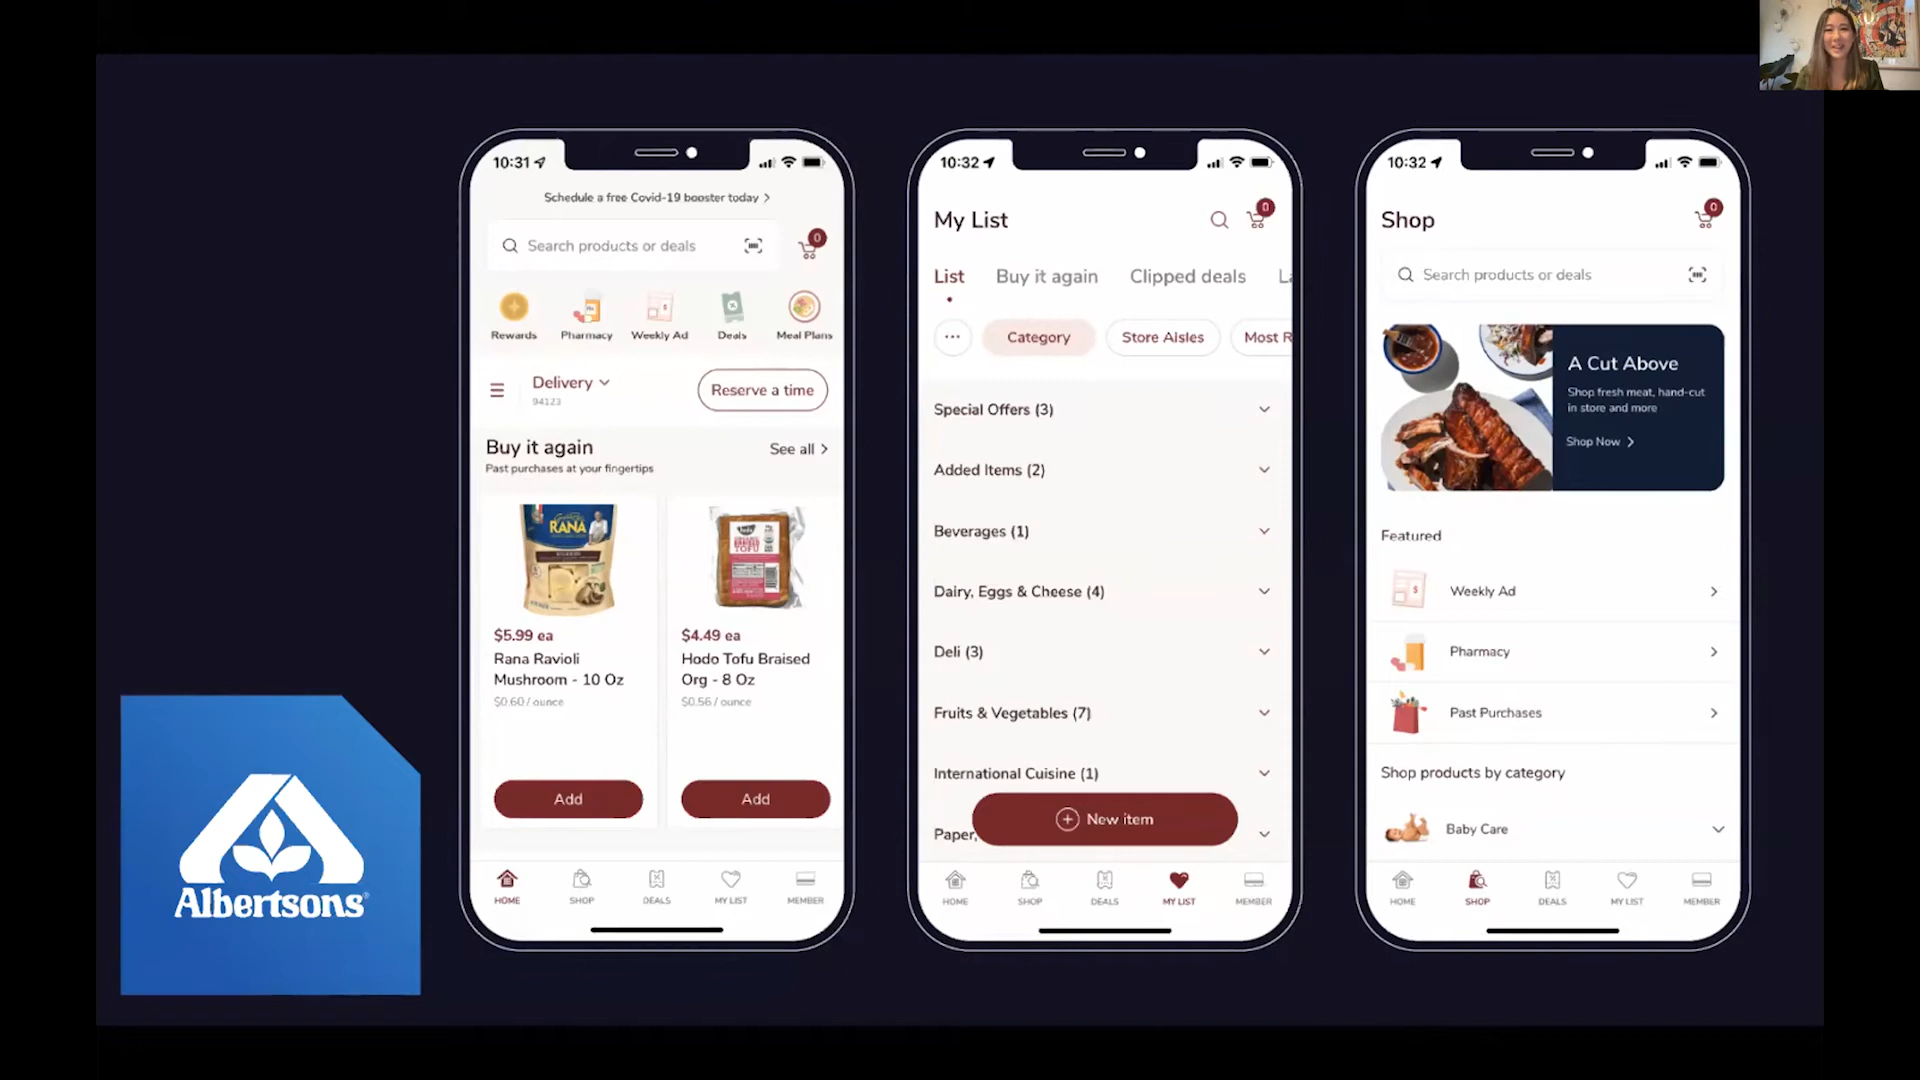 10:31
Schedule a free Covid-19 booster today
Search products or deals
0
Rewards
Pharmacy
Weekly Ad
Deals
Meal Plans
Delivery
94123
Reserve a time
Buy it again
See all
Past purchases at your fingertips
RANA
TOFU
$5.99 ea
Rana Ravioli
Mushroom - 10 Oz
$0.60 / ounce
Add
$4.49 ea
Hodo Tofu Braised
Org - 8 Oz
$0.56 / ounce
Add
HOME
SHOP
DEALS
MY LIST
MEMBER
10:32
My List
0
List
Buy it again
Clipped deals
La
Category
Store Aisles
Most R
Special Offers (3)
Added Items (2)
Beverages (1)
Dairy, Eggs & Cheese (4)
Deli (3)
Fruits & Vegetables (7)
International Cuisine (1)
Paper,
New item
HOME
SHOP
DEALS
MY LIST
MEMBER
10:32
Shop
0
Search products or deals
A Cut Above
Shop fresh meat, hand-cut
in store and more
Shop Now
Featured
Weekly Ad
Pharmacy
Past Purchases
Shop products by category
Baby Care
HOME
SHOP
DEALS
MY LIST
MEMBER
Albertsons